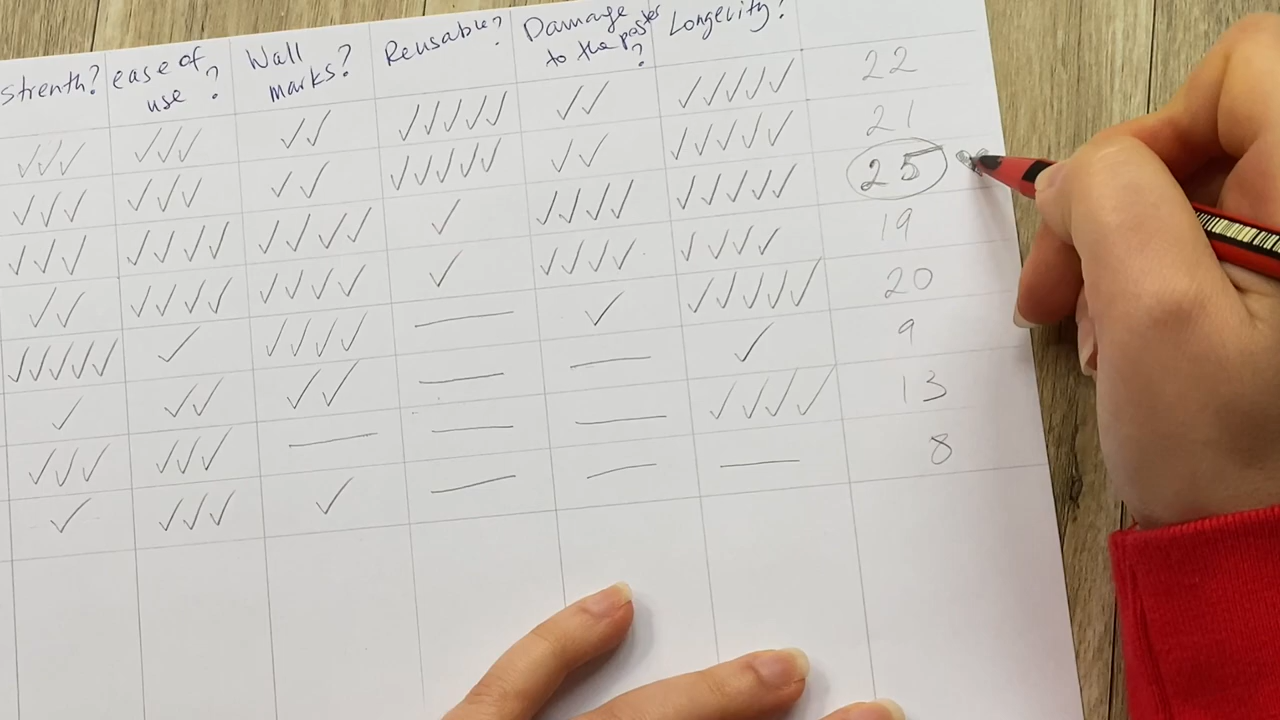 strenth?
ease of
use ?
Wall
marks?
Reusable?
Damage
to the poster
?
Longevity?
22
21
25
19
20
9
13
8